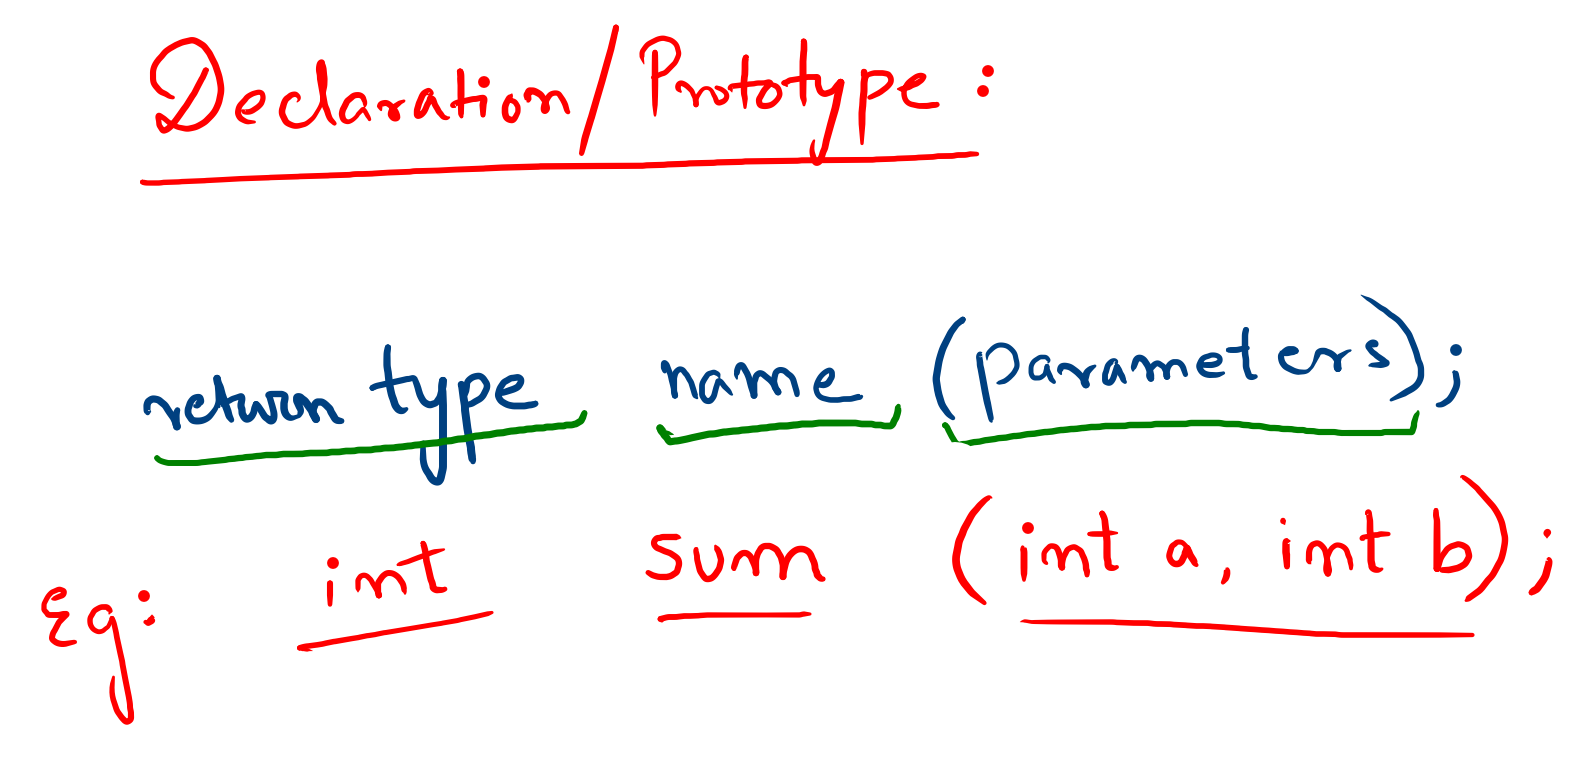 Declaration/Prototype:
return type name (parameters);
Eg: int sum (int a, int b);